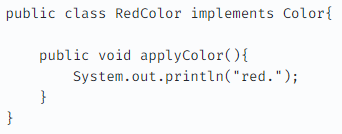 public class RedColor implements Color{
    public void applyColor(){
        System.out.println("red.");
    }
}